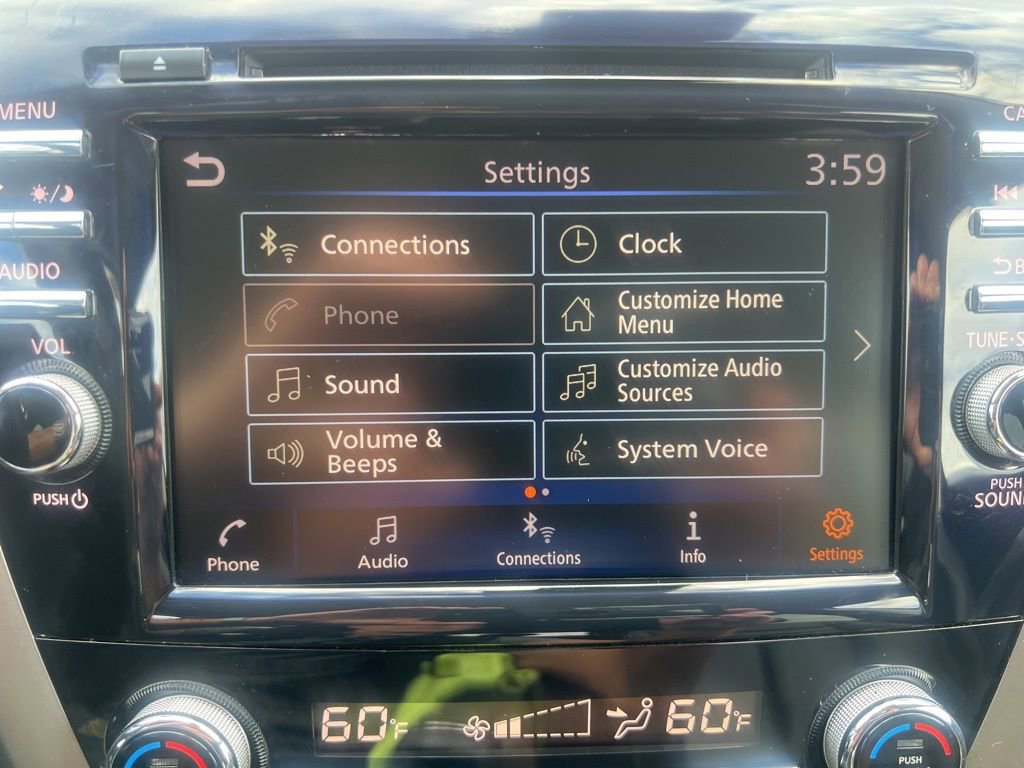 MENU
AUDIO
VOL
PUSH
Settings
3:59
Connections
Clock
Phone
Customize Home
Menu
Sound
Customize Audio
Sources
Volume &
Beeps
System Voice
Phone
Audio
Connections
Info
Settings
CA
B
TUNE·S
PUSH
SOUN
60°F
60°F
PUSH